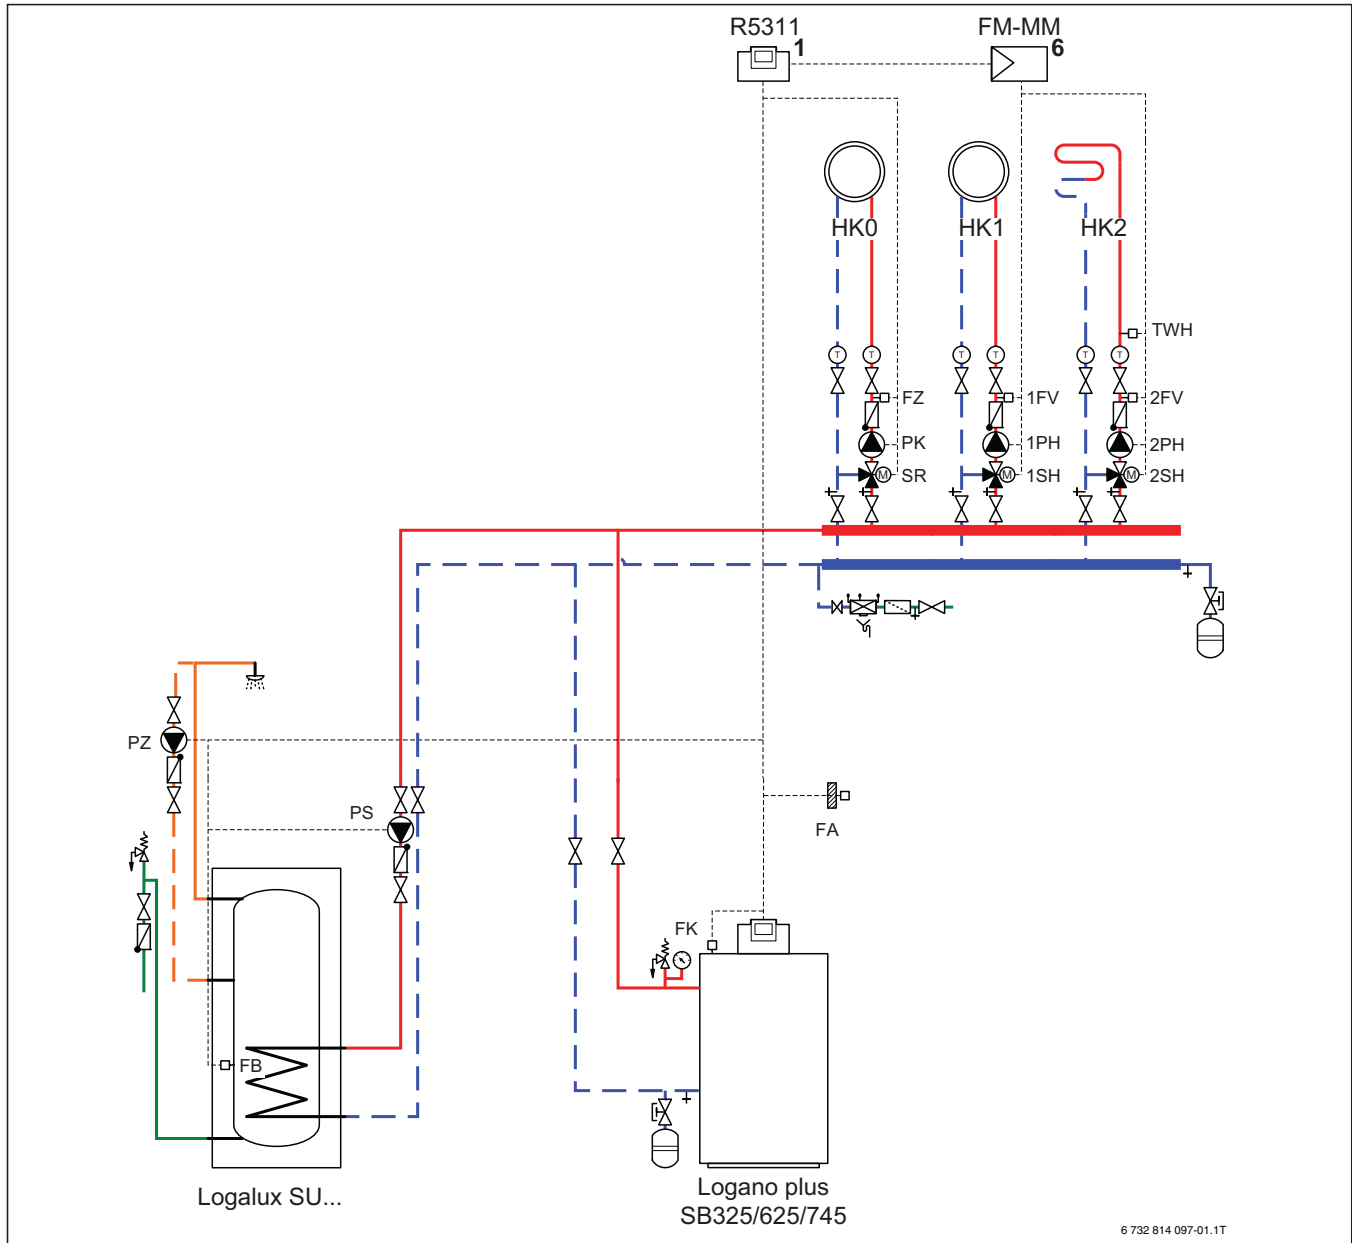 R5311
1
FM-MM
6
HK0
HK1
HK2
TWH
T
T
T
T
T
T
FZ
1FV
2FV
PK
1PH
2PH
M
SR
M
1SH
M
2SH
PZ
PS
FA
FK
FB
Logalux SU...
Logano plus
SB325/625/745
6 732 814 097-01.1T